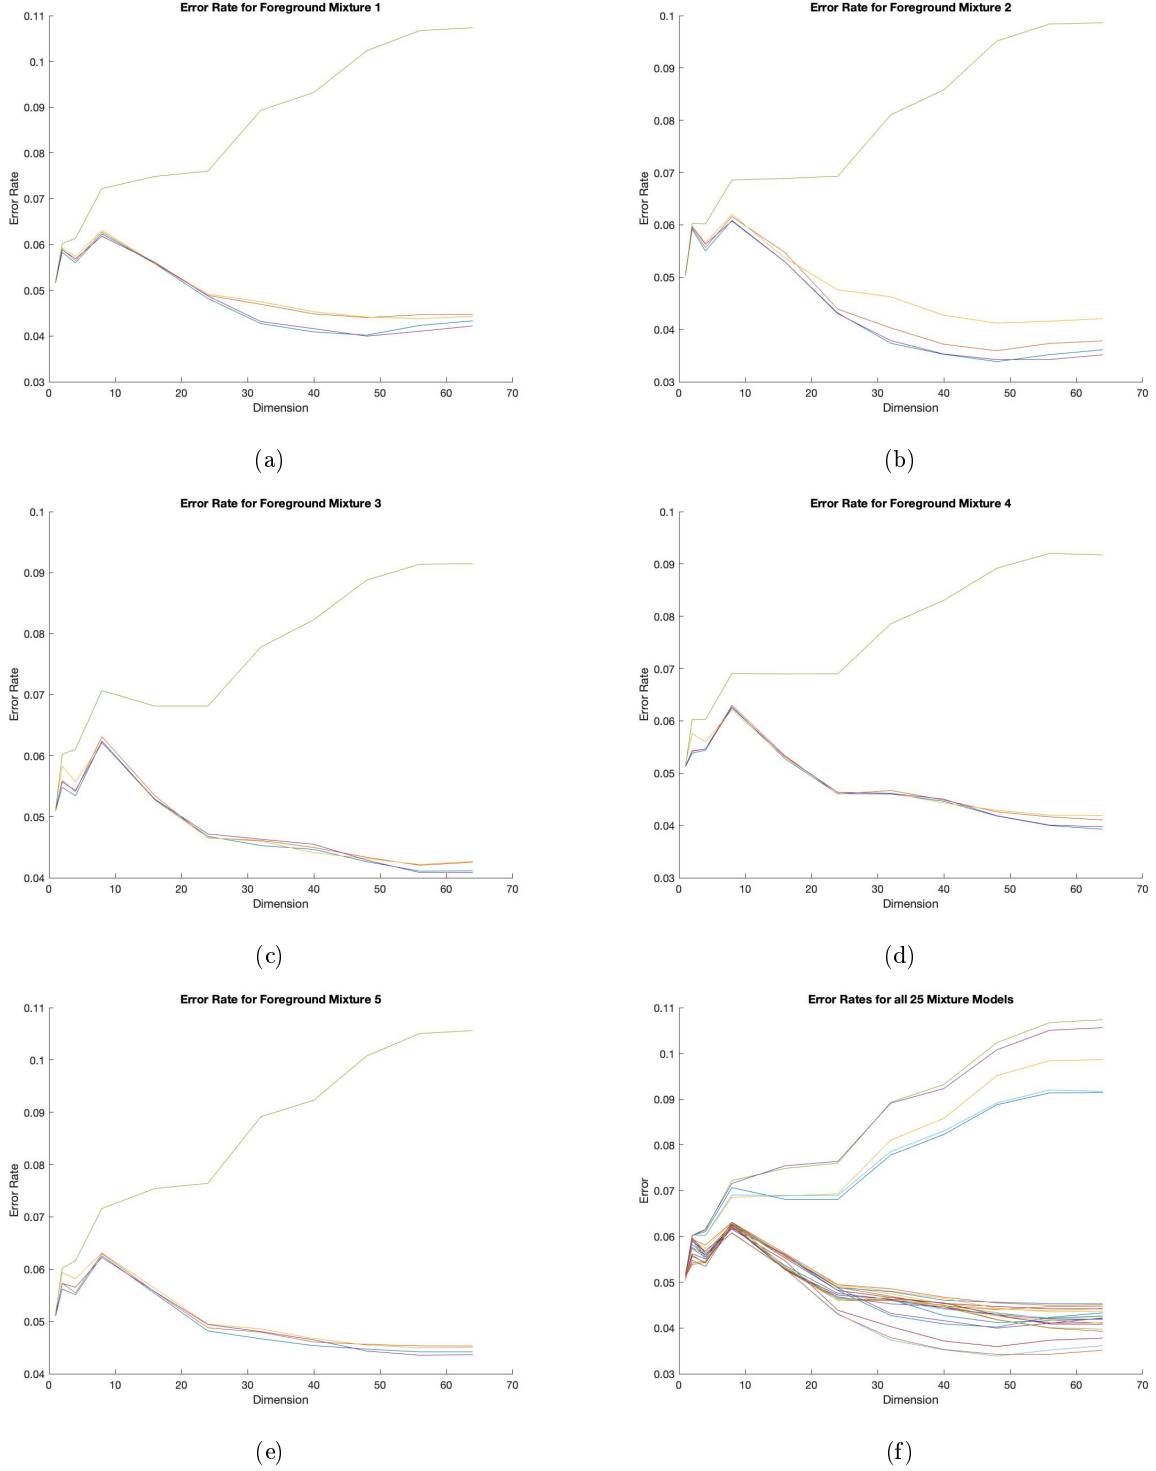 Error Rate for Foreground Mixture 1
0.11
0.1
0.09
0.08
0.07
0.06
0.05
0.04
0.03
Error Rate
0 10 20 30 40 50 60 70
Dimension
(a)
Error Rate for Foreground Mixture 2
0.1
0.09
0.08
0.07
0.06
0.05
0.04
0.03
Error Rate
0 10 20 30 40 50 60 70
Dimension
(b)
Error Rate for Foreground Mixture 3
0.1
0.09
0.08
0.07
0.06
0.05
0.04
Error Rate
0 10 20 30 40 50 60 70
Dimension
(c)
Error Rate for Foreground Mixture 4
0.1
0.09
0.08
0.07
0.06
0.05
0.04
0.03
Error Rate
0 10 20 30 40 50 60 70
Dimension
(d)
Error Rate for Foreground Mixture 5
0.11
0.1
0.09
0.08
0.07
0.06
0.05
0.04
Error Rate
0 10 20 30 40 50 60 70
Dimension
(e)
Error Rates for all 25 Mixture Models
0.11
0.1
0.09
0.08
0.07
0.06
0.05
0.04
0.03
Error
0 10 20 30 40 50 60 70
Dimension
(f)